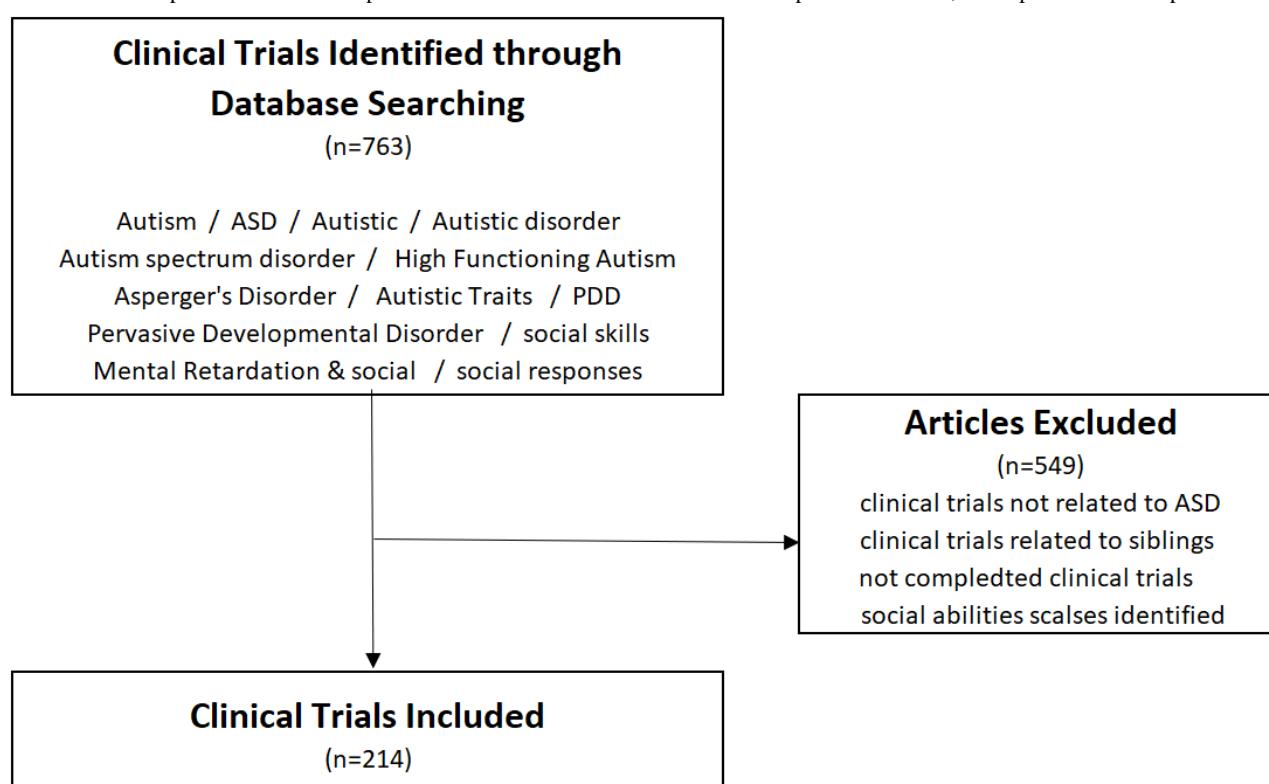 Clinical Trials Identified through
Database Searching
(n=763)
Autism / ASD / Autistic / Autistic disorder
Autism spectrum disorder / High Functioning Autism
Asperger's Disorder / Autistic Traits / PDD
Pervasive Developmental Disorder / social skills
Mental Retardation & social / social responses
Articles Excluded
(n=549)
clinical trials not related to ASD
clinical trials related to siblings
not compledted clinical trials
social abilities scalses identified
Clinical Trials Included
(n=214)